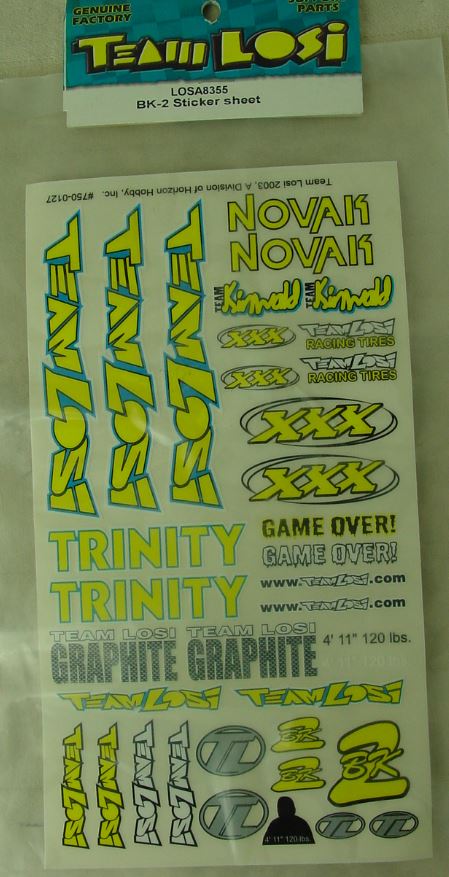 GENUINE
FACTORY
PARTS
TEAM LOSI
LOSA8355
BK-2 Sticker sheet
Team Losi 2003, A Division of Horizon Hobby, Inc. #750-0127
TEAM LOSI
TEAM LOSI
TEAM LOSI
NOVAK
NOVAK
TEAM Kinwald
TEAM Kinwald
XXX
TEAM LOSI
RACING TIRES
XXX
TEAM LOSI
RACING TIRES
XXX
XXX
TRINITY
TRINITY
GAME OVER!
GAME OVER!
www.TEAMLOSI.com
www.TEAMLOSI.com
TEAM LOSI
GRAPHITE
TEAM LOSI
GRAPHITE
4' 11" 120 lbs.
4' 11" 120 lbs.
TEAM LOSI
TEAM LOSI
TEAM LOSI
TEAM LOSI
TEAM LOSI
TEAM LOSI
TL
TL
BK 2
BK 2
BK 2
4' 11" 120 lbs.
TL
TL